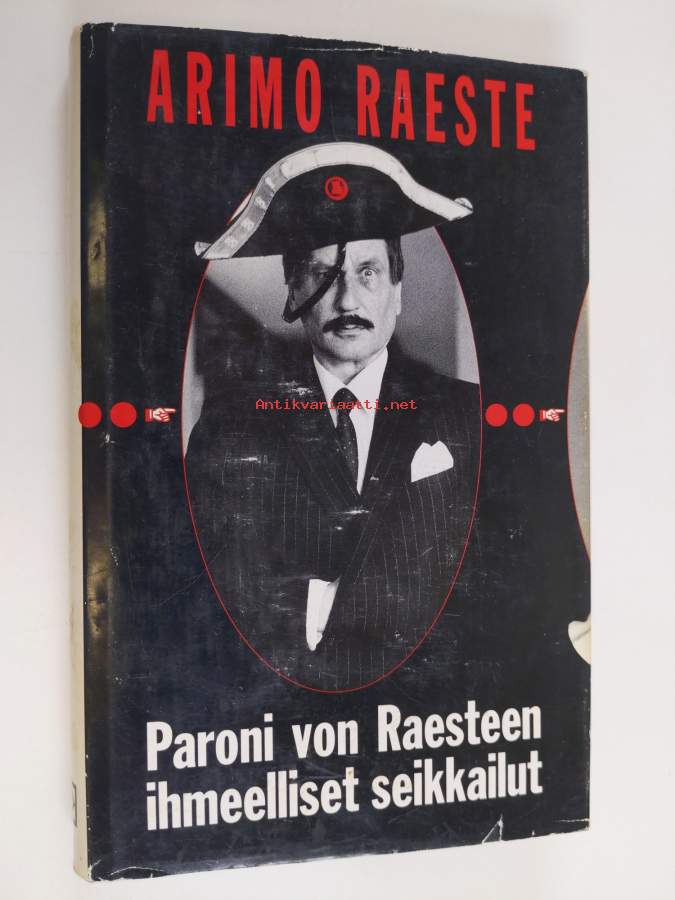 ARIMO RAESTE
Antikvariaatti.net
Paroni von Raesteen
ihmeelliset seikkailut